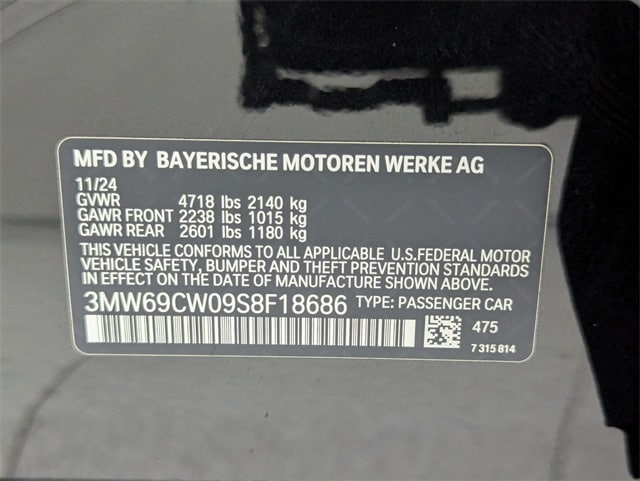 MFD BY BAYERISCHE MOTOREN WERKE AG
11/24
GVWR 4718 lbs 2140 kg
GAWR FRONT 2238 lbs 1015 kg
GAWR REAR 2601 lbs 1180 kg
THIS VEHICLE CONFORMS TO ALL APPLICABLE U.S.FEDERAL MOTOR
VEHICLE SAFETY, BUMPER AND THEFT PREVENTION STANDARDS
IN EFFECT ON THE DATE OF MANUFACTURE SHOWN ABOVE.
3MW69CW09S8F18686 TYPE: PASSENGER CAR
475
7 315 814